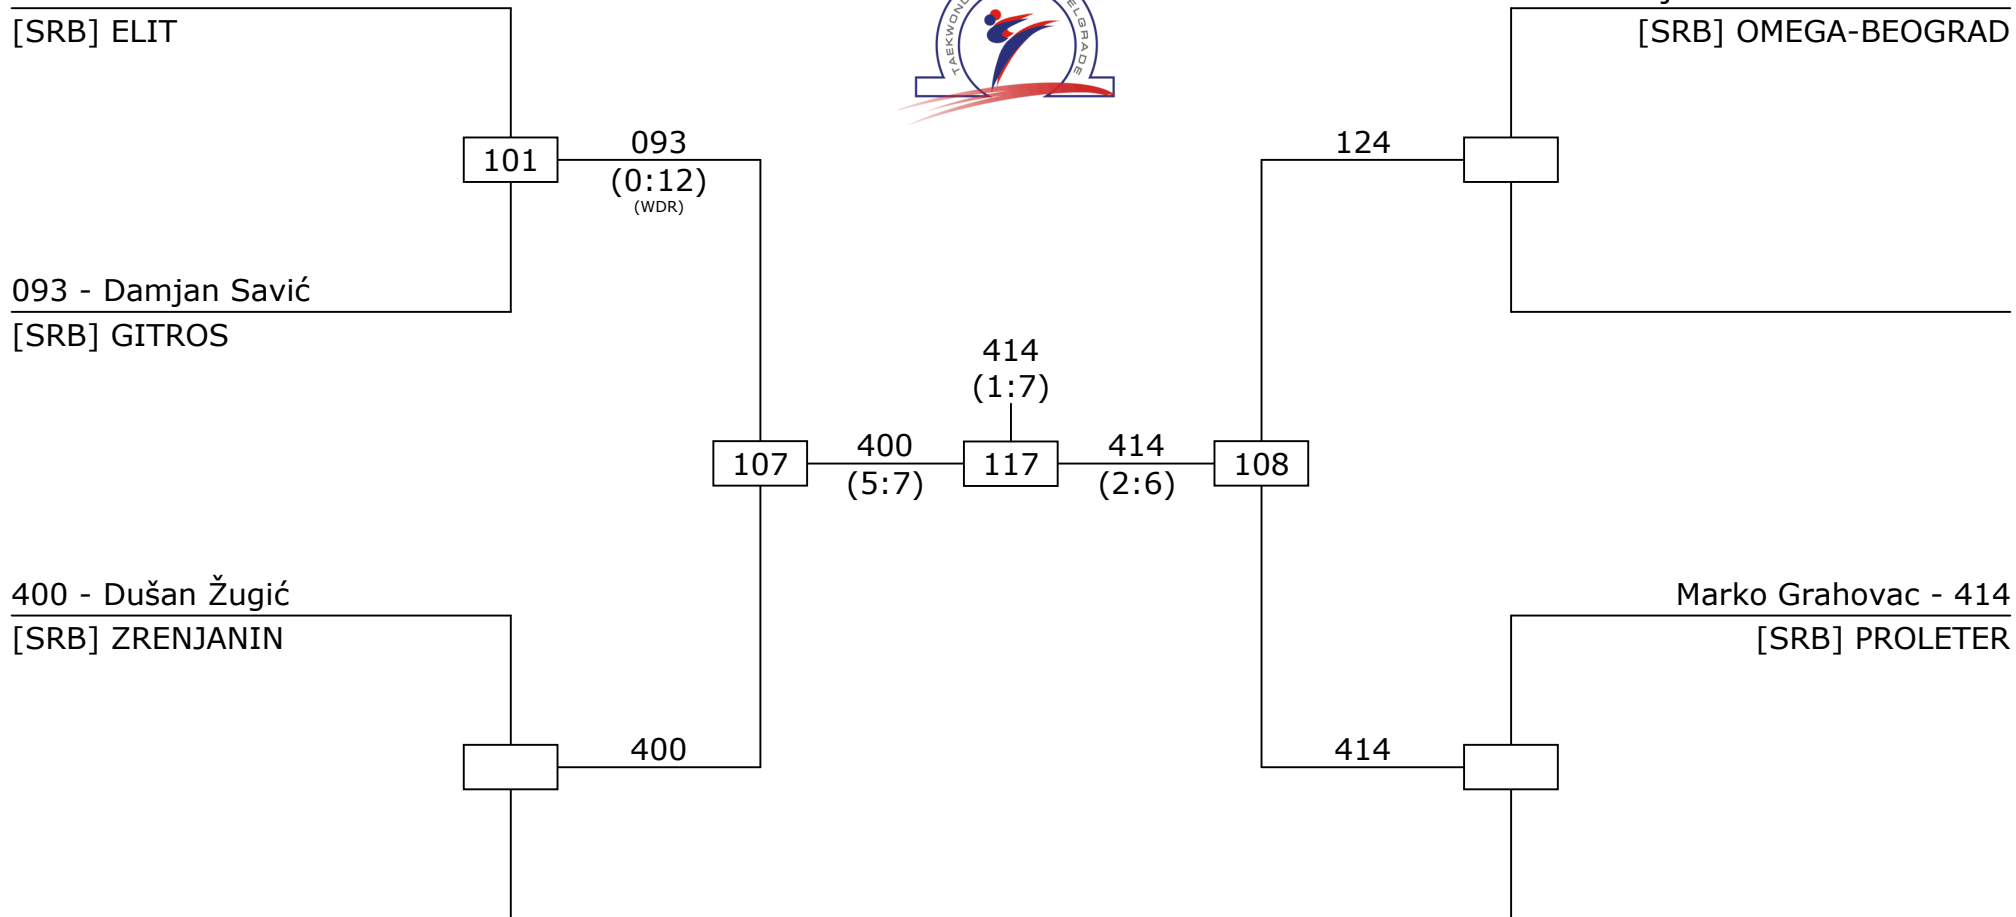 [SRB] ELIT
[SRB] OMEGA-BEOGRAD
101
093
(0:12)
(WDR)
124
093 - Damjan Savić
[SRB] GITROS
414
(1:7)
107
400
(5:7)
117
414
(2:6)
108
400 - Dušan Žugić
[SRB] ZRENJANIN
Marko Grahovac - 414
[SRB] PROLETER
400
414